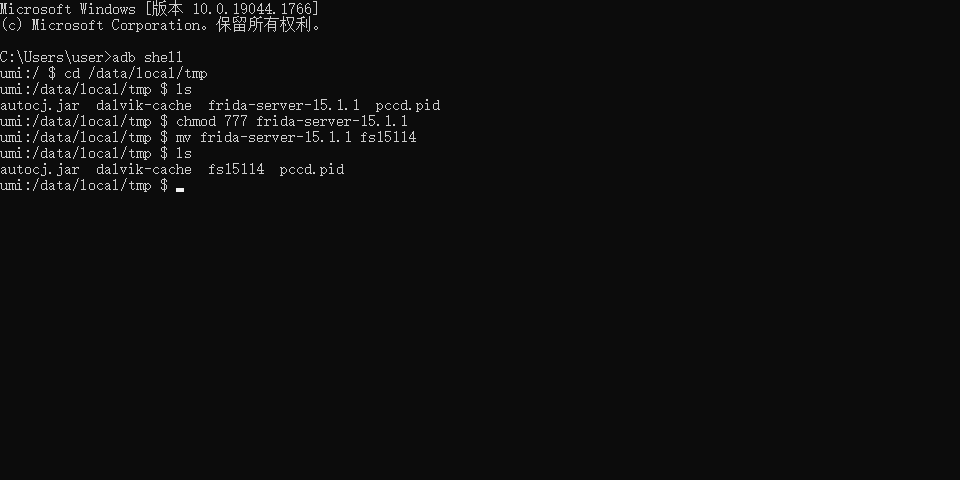 Microsoft Windows [版本 10.0.19044.1766]
(c) Microsoft Corporation。保留所有权利。
C:\Users\user>adb shell
umi:/ $ cd /data/local/tmp
umi:/data/local/tmp $ ls
autocj.jar  dalvik-cache  frida-server-15.1.1  pccd.pid
umi:/data/local/tmp $ chmod 777 frida-server-15.1.1
umi:/data/local/tmp $ mv frida-server-15.1.1 fs15114
umi:/data/local/tmp $ ls
autocj.jar  dalvik-cache  fs15114  pccd.pid
umi:/data/local/tmp $